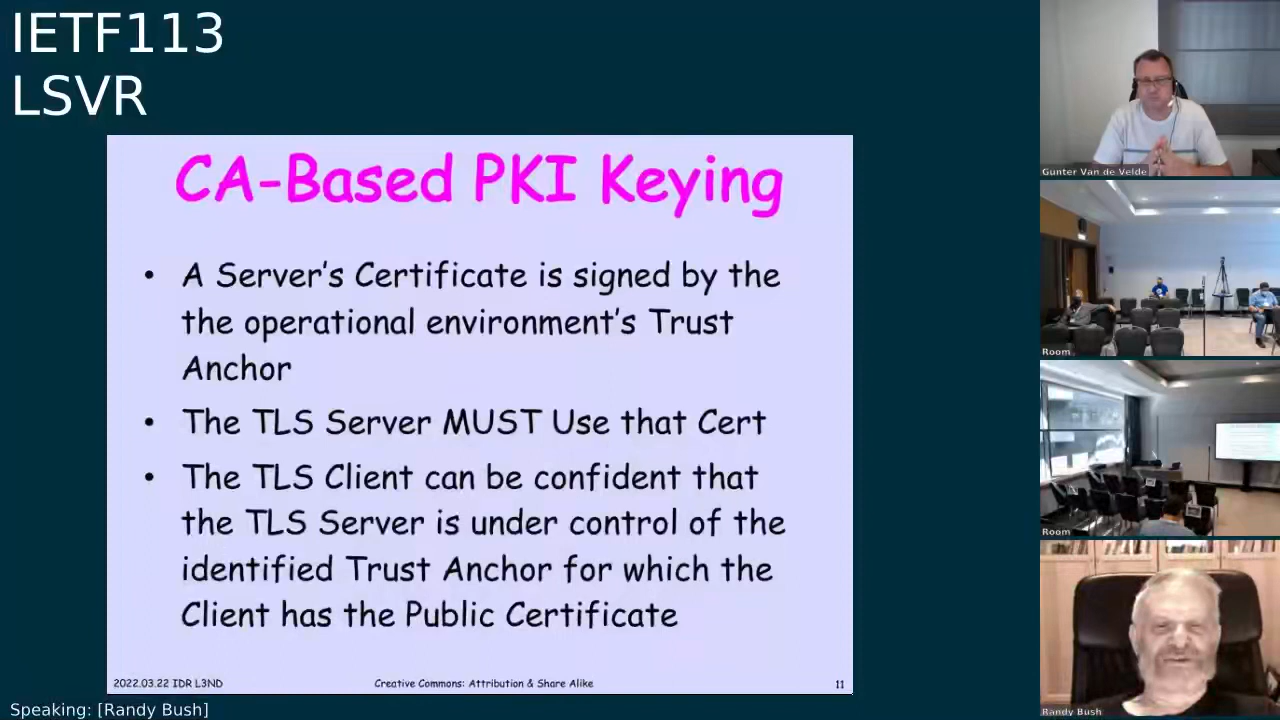 IETF113
LSVR
CA-Based PKI Keying
• A Server's Certificate is signed by the
the operational environment's Trust
Anchor
• The TLS Server MUST Use that Cert
• The TLS Client can be confident that
the TLS Server is under control of the
identified Trust Anchor for which the
Client has the Public Certificate
2022.03.22 IDR L3ND
Creative Commons: Attribution & Share Alike
11
Speaking: [Randy Bush]
Gunter Van de Velde
Room
Room
Randy Bush